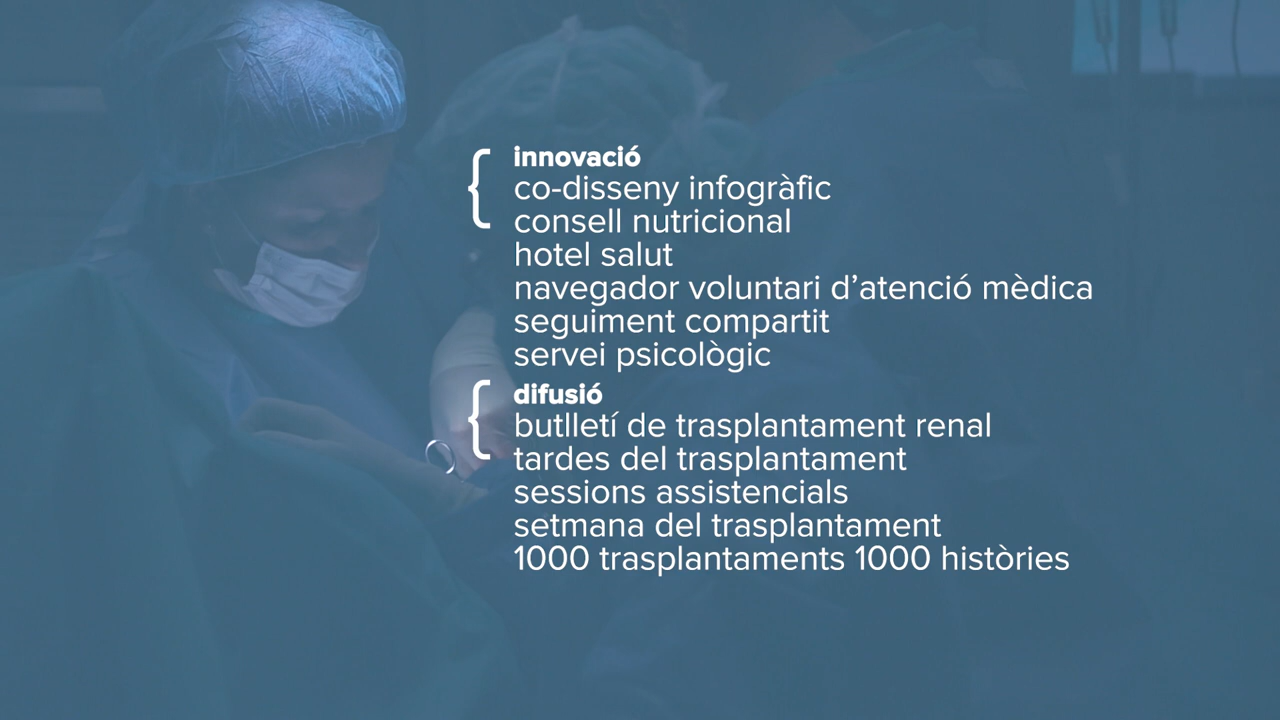 innovació
co-disseny infogràfic
consell nutricional
hotel salut
navegador voluntari d’atenció mèdica
seguiment compartit
servei psicològic
difusió
butlletí de trasplantament renal
tardes del trasplantament
sessions assistencials
setmana del trasplantament
1000 trasplantaments 1000 històries